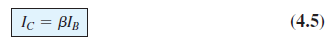 I_C = βI_B (4.5)